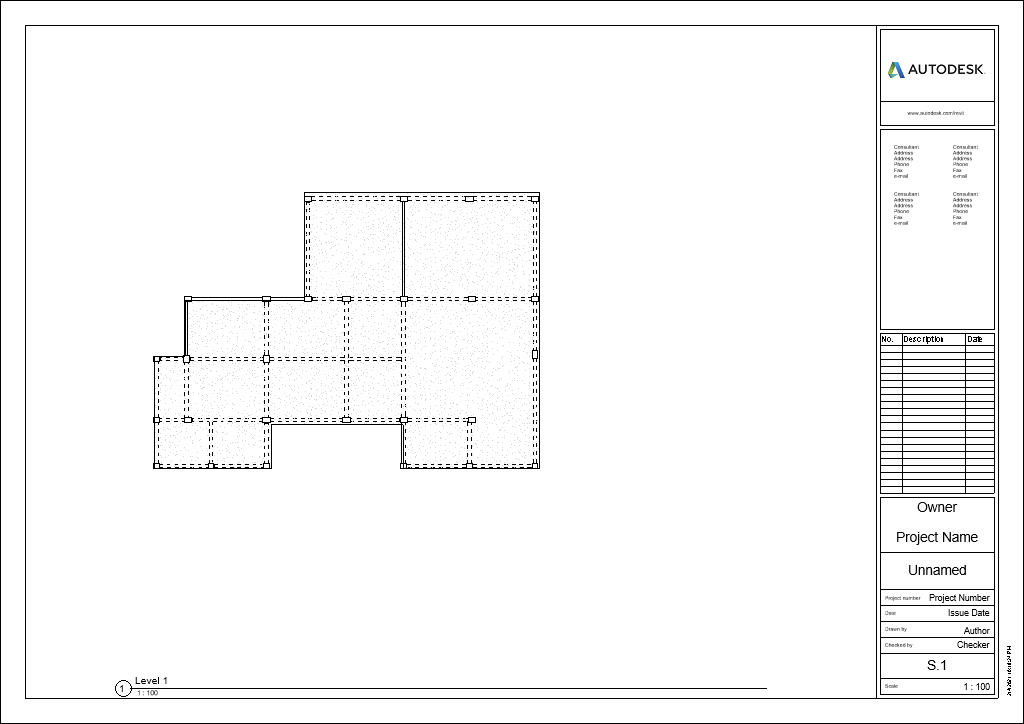 AUTODESK
www.autodesk.com/revit
Consultant
Address
Address
Phone
Fax
e-mail
Consultant
Address
Address
Phone
Fax
e-mail
Consultant
Address
Address
Phone
Fax
e-mail
Consultant
Address
Address
Phone
Fax
e-mail
No. Description Date
Owner
Project Name
Unnamed
Project number Project Number
Date Issue Date
Drawn by Author
Checked by Checker
S.1
Scale 1 : 100
1 Level 1
1 : 100